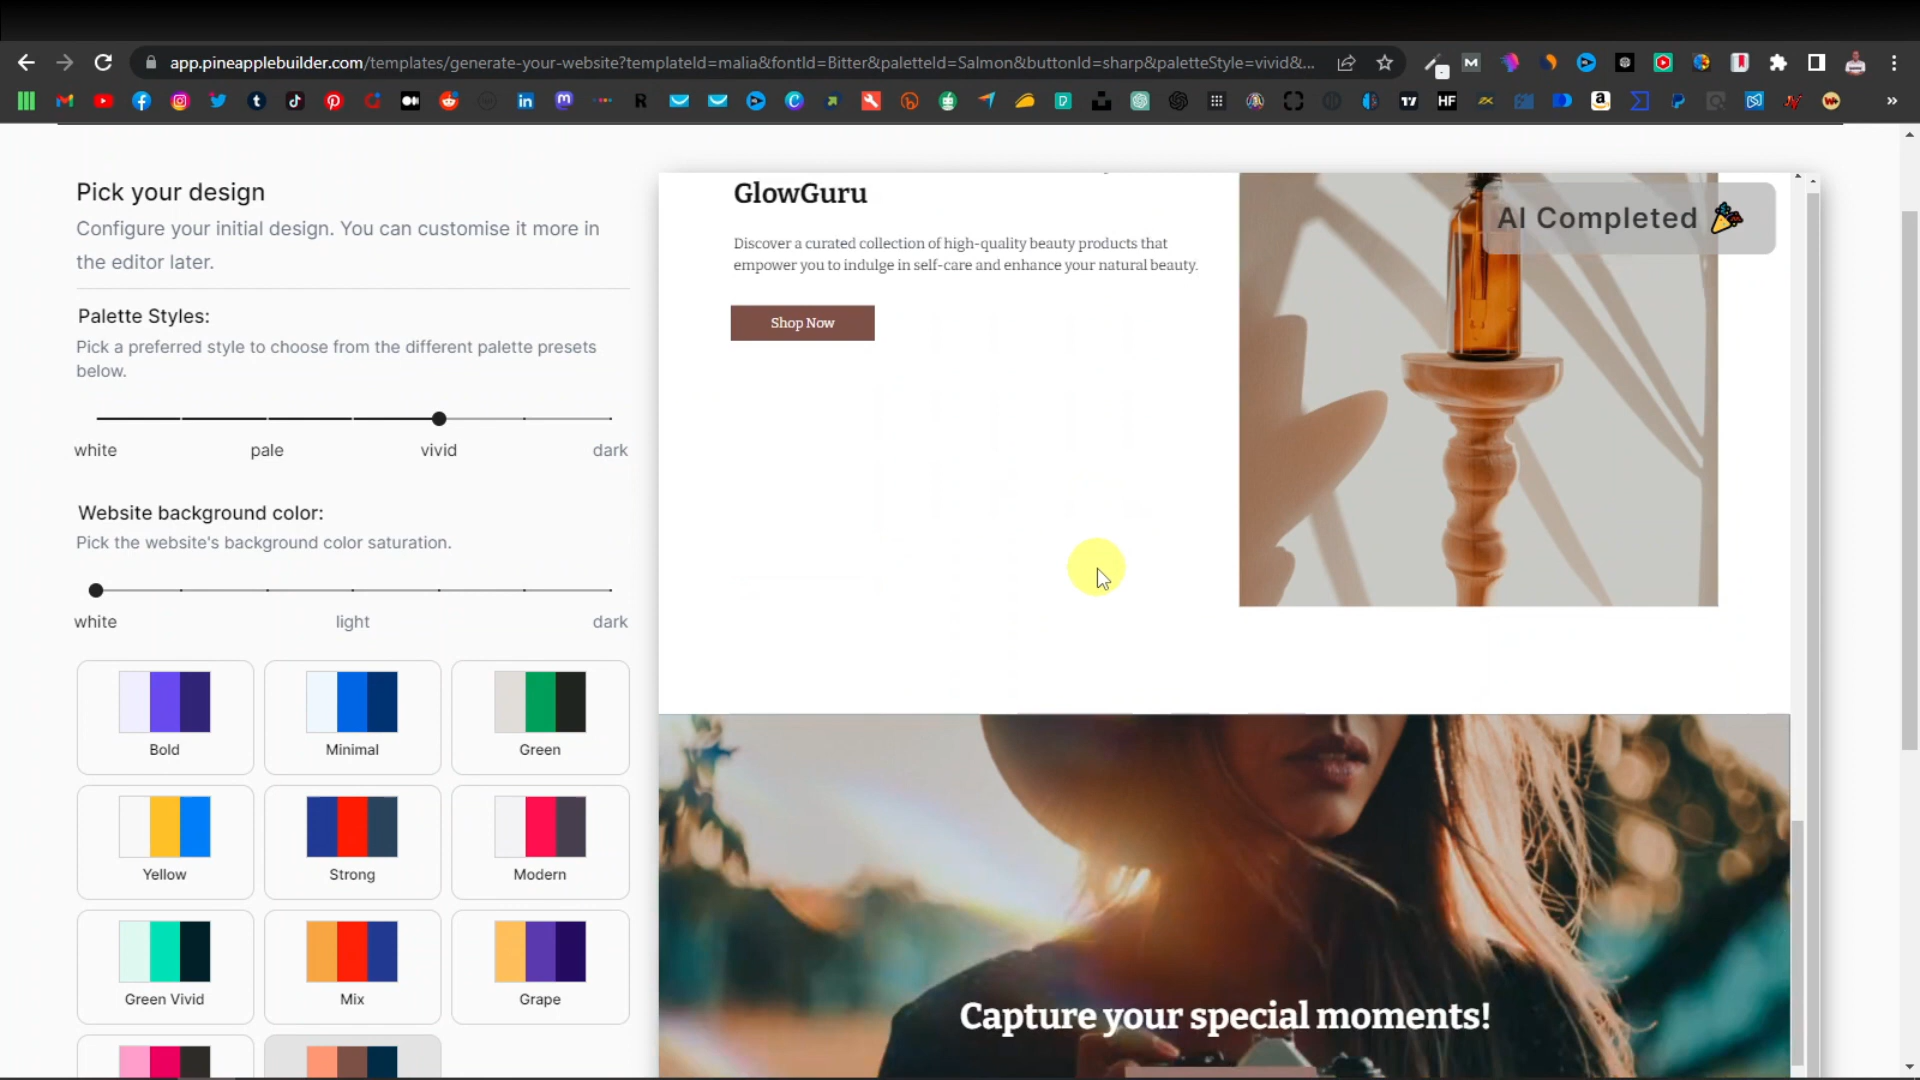 app.pineapplebuilder.com/templates/generate-your-website?templateId=malia&fontId=Bitter&paletteId=Salmon&buttonId=sharp&paletteStyle=vivid&...
Pick your design
Configure your initial design. You can customise it more in
the editor later.
Palette Styles:
Pick a preferred style to choose from the different palette presets
below.
white pale vivid dark
Website background color:
Pick the website's background color saturation.
white light dark
Bold Minimal Green
Yellow Strong Modern
Green Vivid Mix Grape
GlowGuru
AI Completed
Discover a curated collection of high-quality beauty products that
empower you to indulge in self-care and enhance your natural beauty.
Shop Now
Capture your special moments!